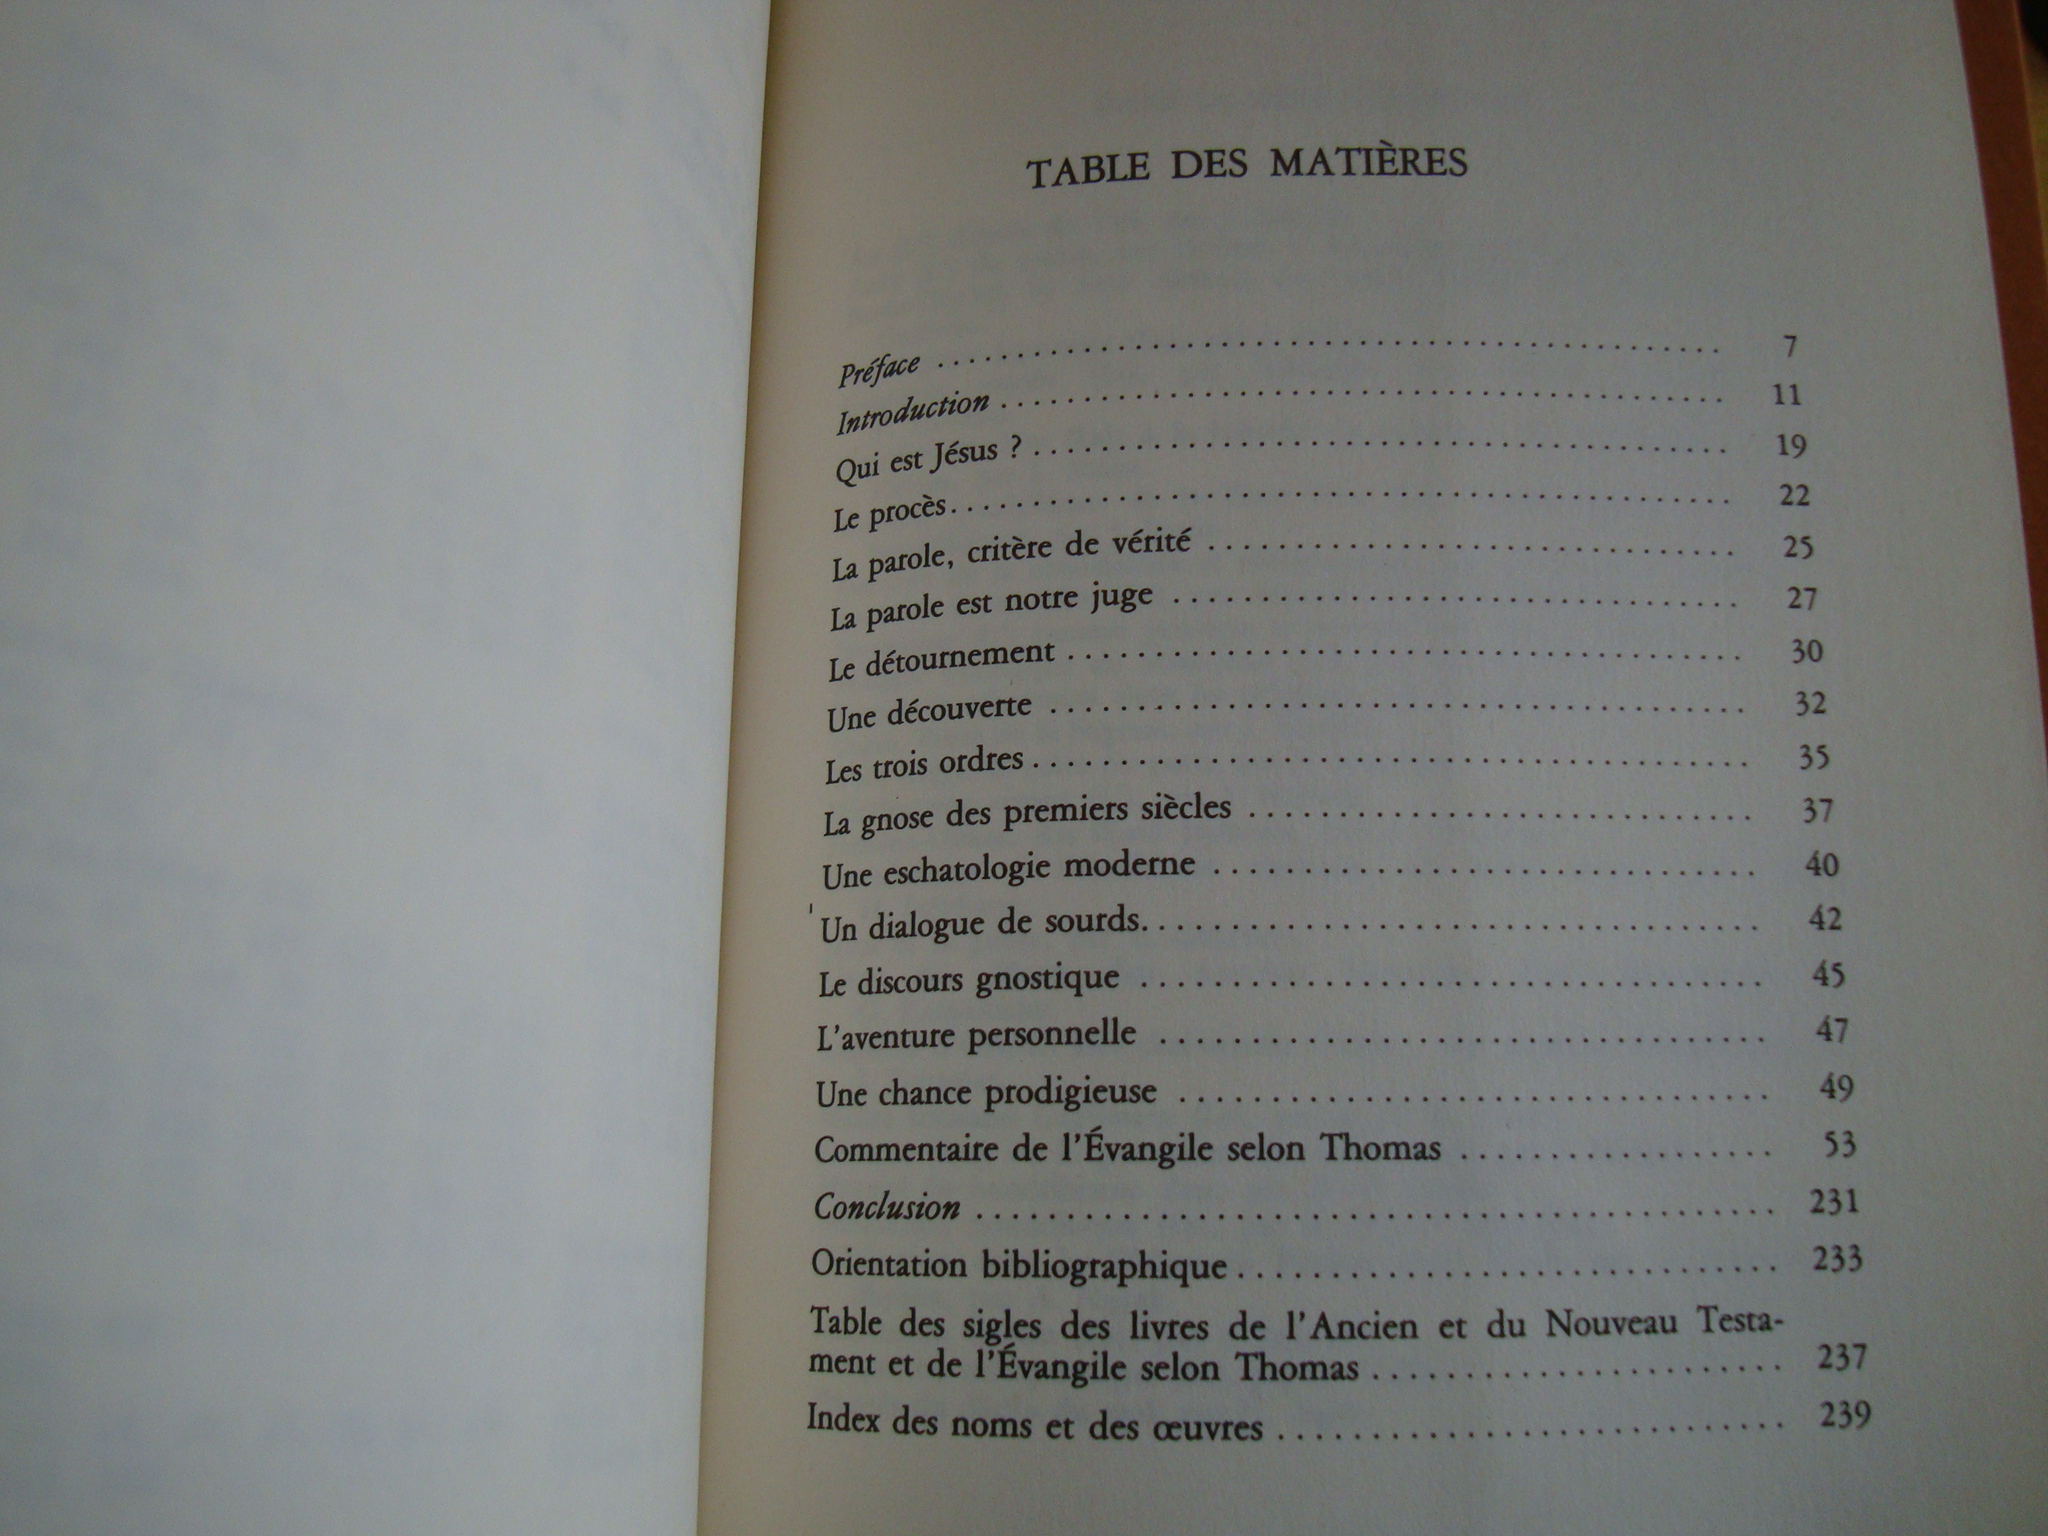 TABLE DES MATIÈRES
Préface . . . . . . . . . . . . . . . . . . . . . . . . . . . . . . . . . . . . . . . . . . . . . . 7
Introduction . . . . . . . . . . . . . . . . . . . . . . . . . . . . . . . . . . . . . . . . . . 11
Qui est Jésus ? . . . . . . . . . . . . . . . . . . . . . . . . . . . . . . . . . . . . . . . . 19
Le procès . . . . . . . . . . . . . . . . . . . . . . . . . . . . . . . . . . . . . . . . . . . . 22
La parole, critère de vérité . . . . . . . . . . . . . . . . . . . . . . . . . . . . . . 25
La parole est notre juge . . . . . . . . . . . . . . . . . . . . . . . . . . . . . . . . 27
Le détournement . . . . . . . . . . . . . . . . . . . . . . . . . . . . . . . . . . . . . . 30
Une découverte . . . . . . . . . . . . . . . . . . . . . . . . . . . . . . . . . . . . . . . 32
Les trois ordres . . . . . . . . . . . . . . . . . . . . . . . . . . . . . . . . . . . . . . . . 35
La gnose des premiers siècles . . . . . . . . . . . . . . . . . . . . . . . . . . . . 37
Une eschatologie moderne . . . . . . . . . . . . . . . . . . . . . . . . . . . . . . 40
Un dialogue de sourds . . . . . . . . . . . . . . . . . . . . . . . . . . . . . . . . . 42
Le discours gnostique . . . . . . . . . . . . . . . . . . . . . . . . . . . . . . . . . . 45
L'aventure personnelle . . . . . . . . . . . . . . . . . . . . . . . . . . . . . . . . . 47
Une chance prodigieuse . . . . . . . . . . . . . . . . . . . . . . . . . . . . . . . . 49
Commentaire de l'Évangile selon Thomas . . . . . . . . . . . . . . . . . 53
Conclusion . . . . . . . . . . . . . . . . . . . . . . . . . . . . . . . . . . . . . . . . . . . 231
Orientation bibliographique . . . . . . . . . . . . . . . . . . . . . . . . . . . . . 233
Table des sigles des livres de l'Ancien et du Nouveau Testa-
ment et de l'Évangile selon Thomas . . . . . . . . . . . . . . . . . . . . . . 237
Index des noms et des œuvres . . . . . . . . . . . . . . . . . . . . . . . . . . . 239